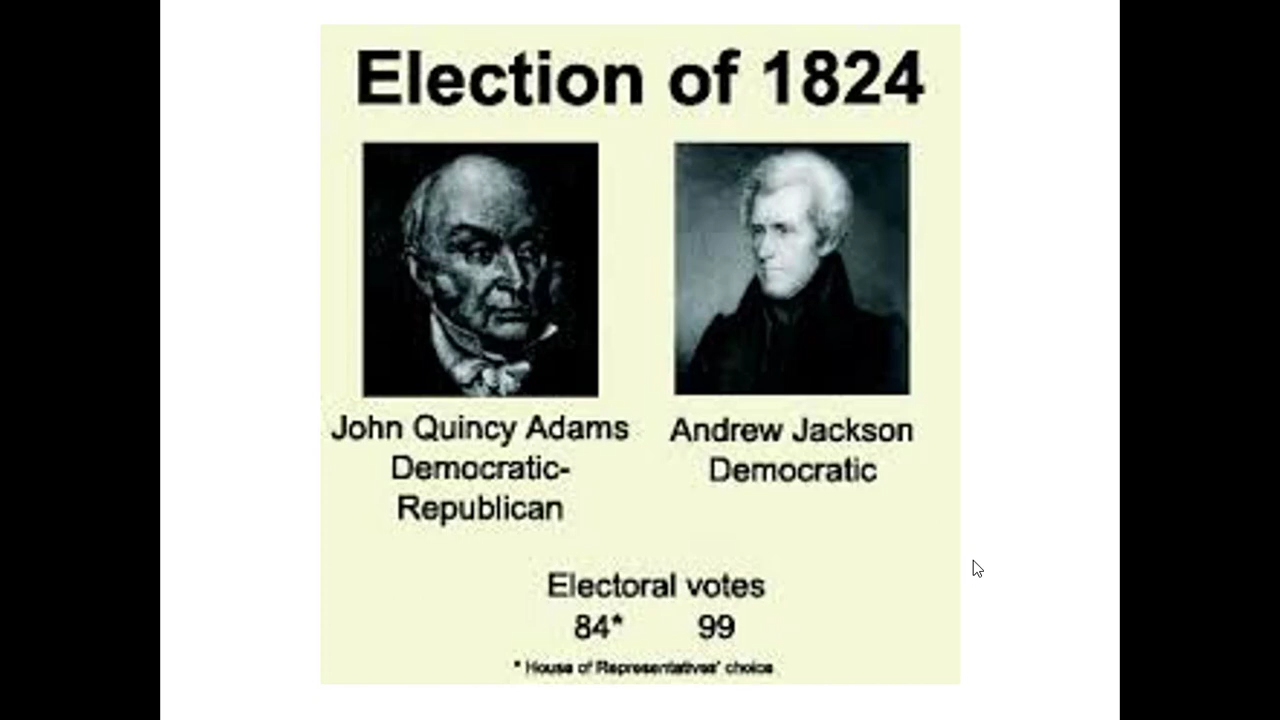 Election of 1824
John Quincy Adams
Democratic-
Republican
Andrew Jackson
Democratic
Electoral votes
84* 99
* House of Representatives' choice